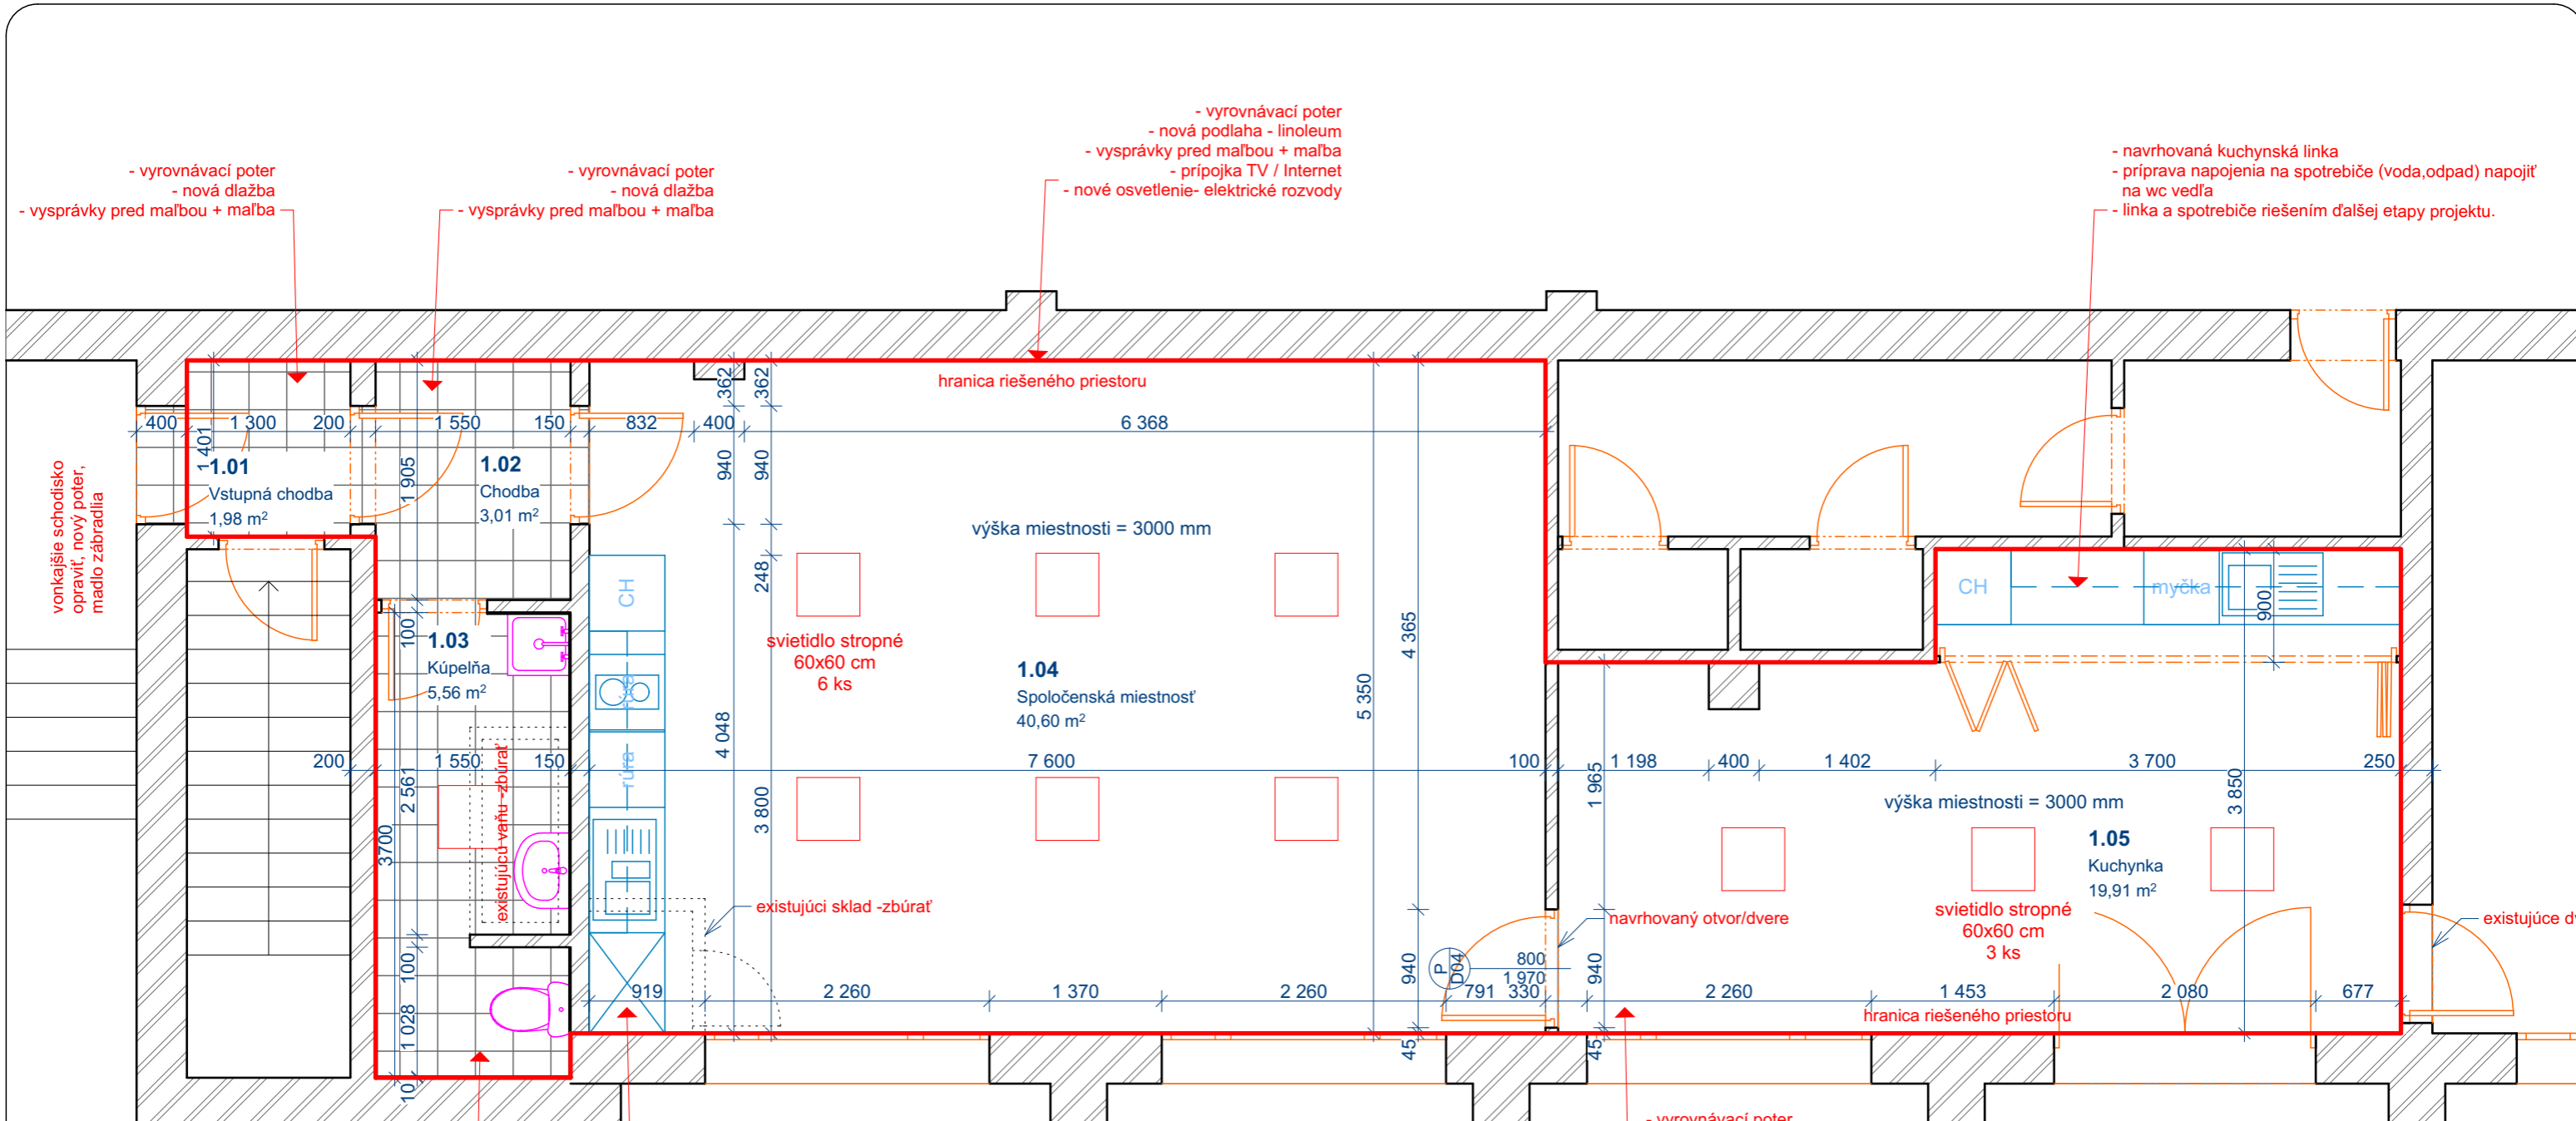 - vyrovnávací poter
- nová dlažba
- vysprávky pred maľbou + maľba
- vyrovnávací poter
- nová dlažba
- vysprávky pred maľbou + maľba
- vyrovnávací poter
- nová podlaha - linoleum
- vysprávky pred maľbou + maľba
- prípojka TV / Internet
- nové osvetlenie- elektrické rozvody
- navrhovaná kuchynská linka
- príprava napojenia na spotrebiče (voda,odpad) napojiť
na wc vedľa
- linka a spotrebiče riešením ďalšej etapy projektu.
hranica riešeného priestoru
362
362
400
1 300
200
1 550
150
832
400
6 368
1 401
1 905
940
940
vonkajšie schodisko
opraviť, nový poter,
madlo zábradlia
1.01
Vstupná chodba
1,98 m²
1.02
Chodba
3,01 m²
výška miestnosti = 3000 mm
CH
248
4 365
CH
myčka
900
100
1.03
Kúpelňa
5,56 m²
svietidlo stropné
60x60 cm
6 ks
rúra
1.04
Spoločenská miestnosť
40,60 m²
5 350
4 048
200
1 550
150
7 600
100
1 198
400
1 402
3 700
250
rúra
2 561
3700
existujúcu vaňu -zbúrať
3 800
1 965
3 850
výška miestnosti = 3000 mm
1.05
Kuchynka
19,91 m²
svietidlo stropné
60x60 cm
3 ks
existujúci sklad -zbúrať
navrhovaný otvor/dvere
existujúce d
P
D04
800
1 970
940
940
100
919
2 260
1 370
2 260
791
330
2 260
1 453
2 080
677
hranica riešeného priestoru
1 028
45
45
10
- vyrovnávací poter